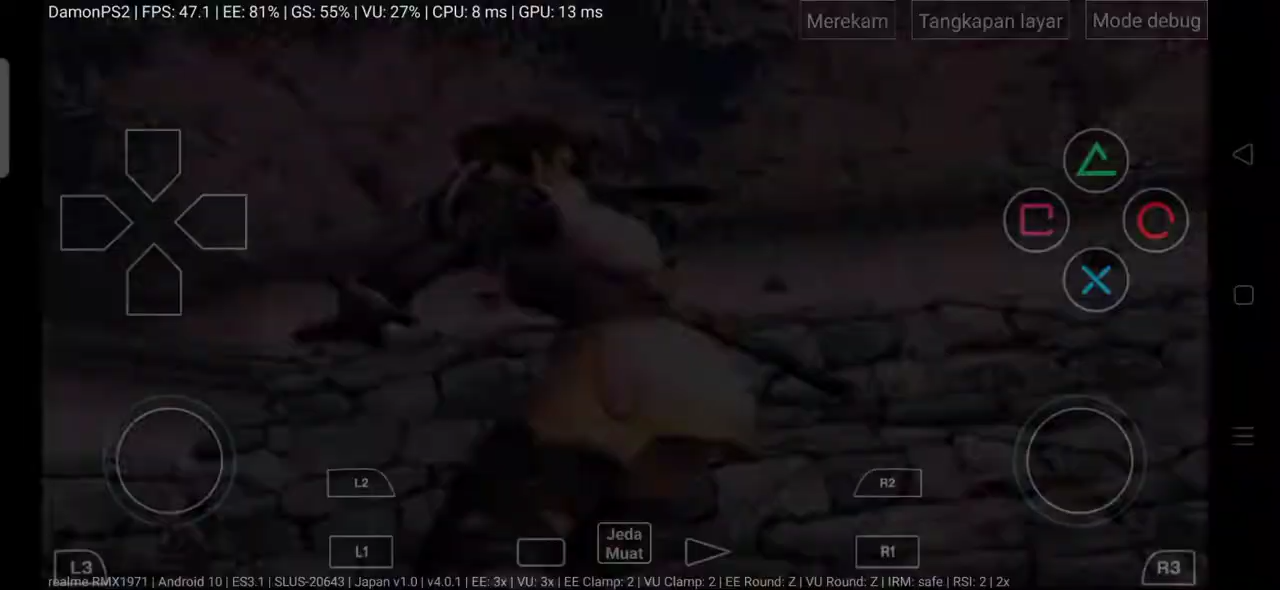 DamonPS2 | FPS: 47.1 | EE: 81% | GS: 55% | VU: 27% | CPU: 8 ms | GPU: 13 ms
Merekam
Tangkapan layar
Mode debug
L2
R2
Jeda
Muat
L1
R1
L3
R3
realme RMX1971 | Android 10 | ES3.1 | SLUS-20643 | Japan v1.0 | v4.0.1 | EE: 3x | VU: 3x | EE Clamp: 2 | VU Clamp: 2 | EE Round: Z | VU Round: Z | IRM: safe | RSI: 2 | 2x